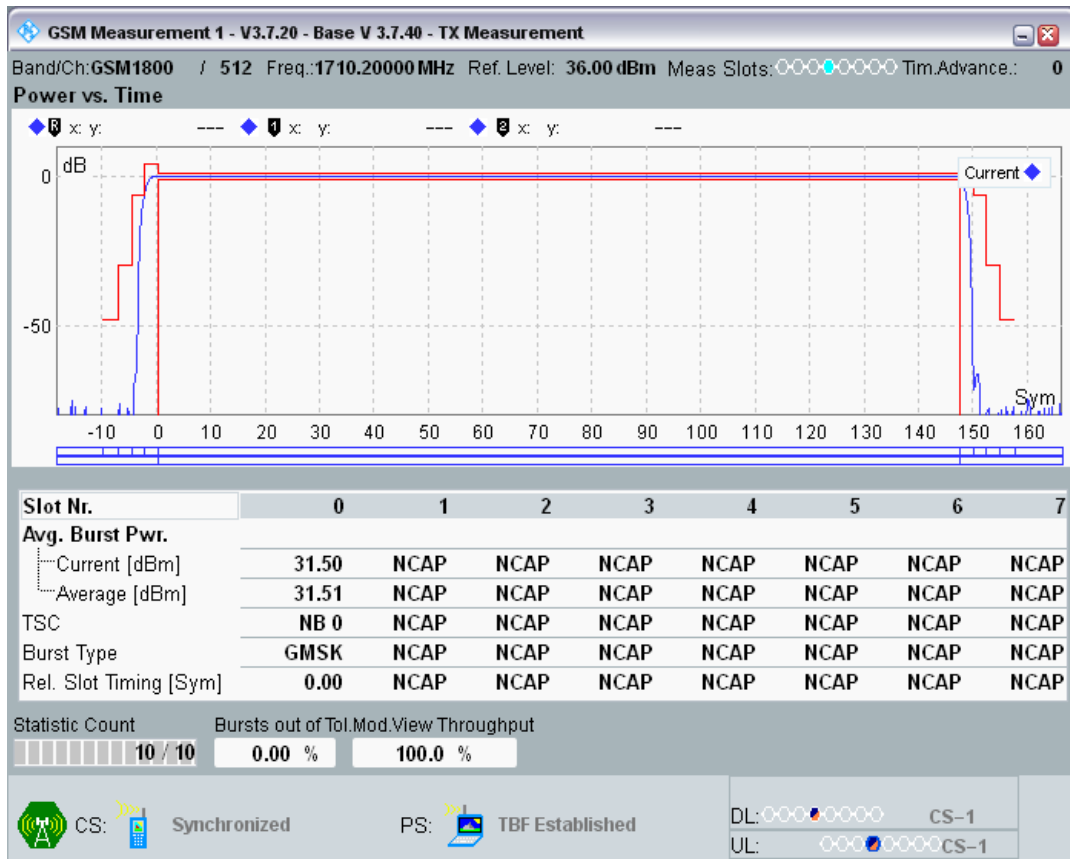 GSM Measurement 1 - V3.7.20 - Base V 3.7.40 - TX Measurement
Band/Ch:GSM1800 / 512 Freq.:1710.20000 MHz Ref. Level: 36.00 dBm Meas Slots: Tim.Advance.: 0
Power vs. Time
R x: y: --- 1 x: y: --- 2 x: y: ---
dB
Current
0
-50
Sym
-10 0 10 20 30 40 50 60 70 80 90 100 110 120 130 140 150 160
Slot Nr. 0 1 2 3 4 5 6 7
Avg. Burst Pwr.
Current [dBm] 31.50 NCAP NCAP NCAP NCAP NCAP NCAP NCAP
Average [dBm] 31.51 NCAP NCAP NCAP NCAP NCAP NCAP NCAP
TSC NB 0 NCAP NCAP NCAP NCAP NCAP NCAP NCAP
Burst Type GMSK NCAP NCAP NCAP NCAP NCAP NCAP NCAP
Rel. Slot Timing [Sym] 0.00 NCAP NCAP NCAP NCAP NCAP NCAP NCAP
Statistic Count Bursts out of Tol. Mod.View Throughput
10 / 10 0.00 % 100.0 %
CS: Synchronized PS: TBF Established DL: CS-1
UL: CS-1